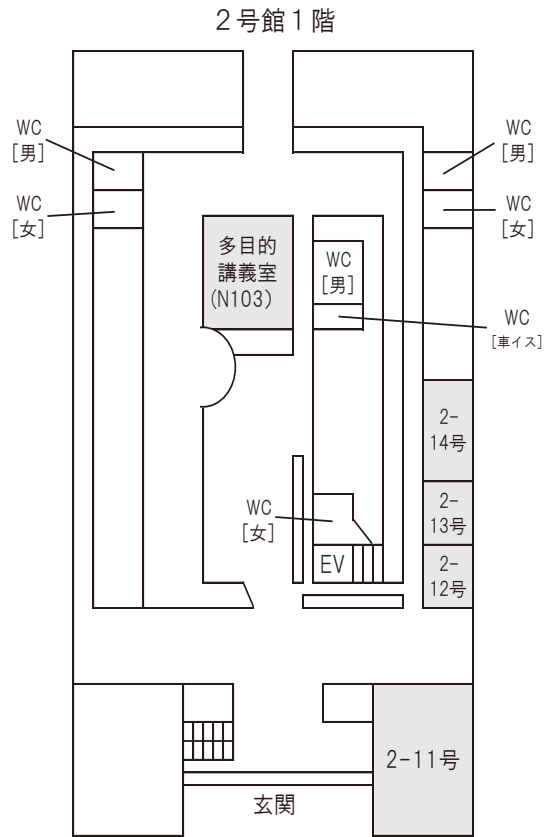 2号館1階
WC
[男]
WC
[女]
WC
[男]
WC
[女]
多目的
講義室
(N103)
WC
[男]
WC
[車イス]
2-
14号
2-
13号
2-
12号
WC
[女]
EV
2-11号
玄関